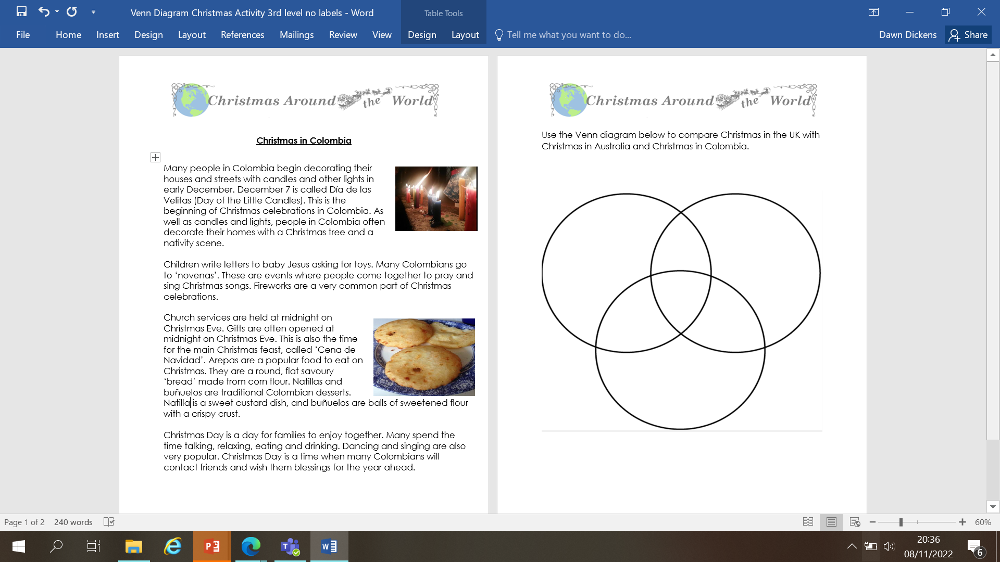 Venn Diagram Christmas Activity 3rd level no labels - Word
Table Tools
File Home Insert Design Layout References Mailings Review View Design Layout Tell me what you want to do... Dawn Dickens Share
Christmas Around the World
Christmas in Colombia
Many people in Colombia begin decorating their
houses and streets with candles and other lights in
early December. December 7 is called Día de las
Velitas (Day of the Little Candles). This is the
beginning of Christmas celebrations in Colombia. As
well as candles and lights, people in Colombia often
decorate their homes with a Christmas tree and a
nativity scene.
Children write letters to baby Jesus asking for toys. Many Colombians go
to ‘novenas’. These are events where people come together to pray and
sing Christmas songs. Fireworks are a very common part of Christmas
celebrations.
Church services are held at midnight on
Christmas Eve. Gifts are often opened at
midnight on Christmas Eve. This is also the time
for the main Christmas feast, called ‘Cena de
Navidad’. Arepas are a popular food to eat on
Christmas. They are a round, flat savoury
‘bread’ made from corn flour. Natillas and
buñuelos are traditional Colombian desserts.
Natilla is a sweet custard dish, and buñuelos are balls of sweetened flour
with a crispy crust.
Christmas Day is a day for families to enjoy together. Many spend the
time talking, relaxing, eating and drinking. Dancing and singing are also
very popular. Christmas Day is a time when many Colombians will
contact friends and wish them blessings for the year ahead.
Christmas Around the World
Use the Venn diagram below to compare Christmas in the UK with
Christmas in Australia and Christmas in Colombia.
Page 1 of 2 240 words
60%
20:36
08/11/2022
6